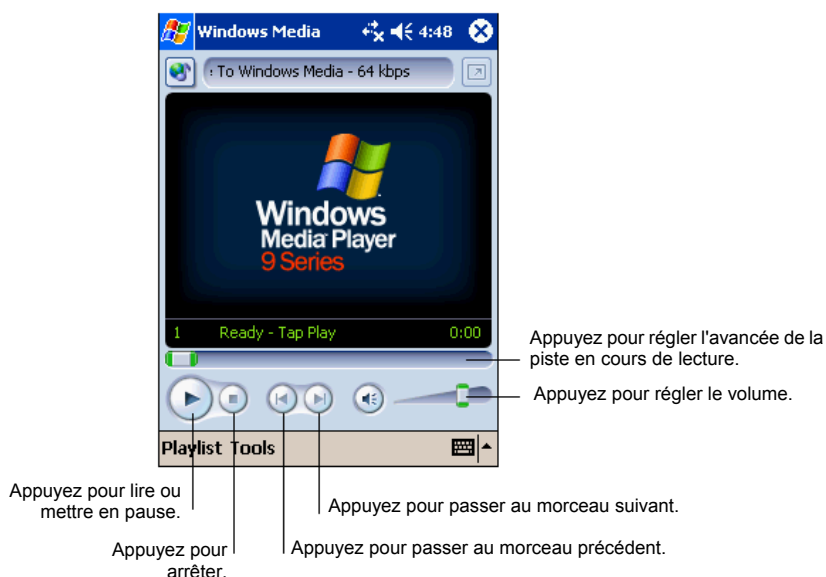 Windows Media 4:48
: To Windows Media - 64 kbps
Windows
Media Player
9 Series
1 Ready - Tap Play 0:00
Appuyez pour régler l'avancée de la
piste en cours de lecture.
Appuyez pour régler le volume.
Playlist Tools
Appuyez pour lire ou
mettre en pause.
Appuyez pour passer au morceau suivant.
Appuyez pour
arrêter.
Appuyez pour passer au morceau précédent.